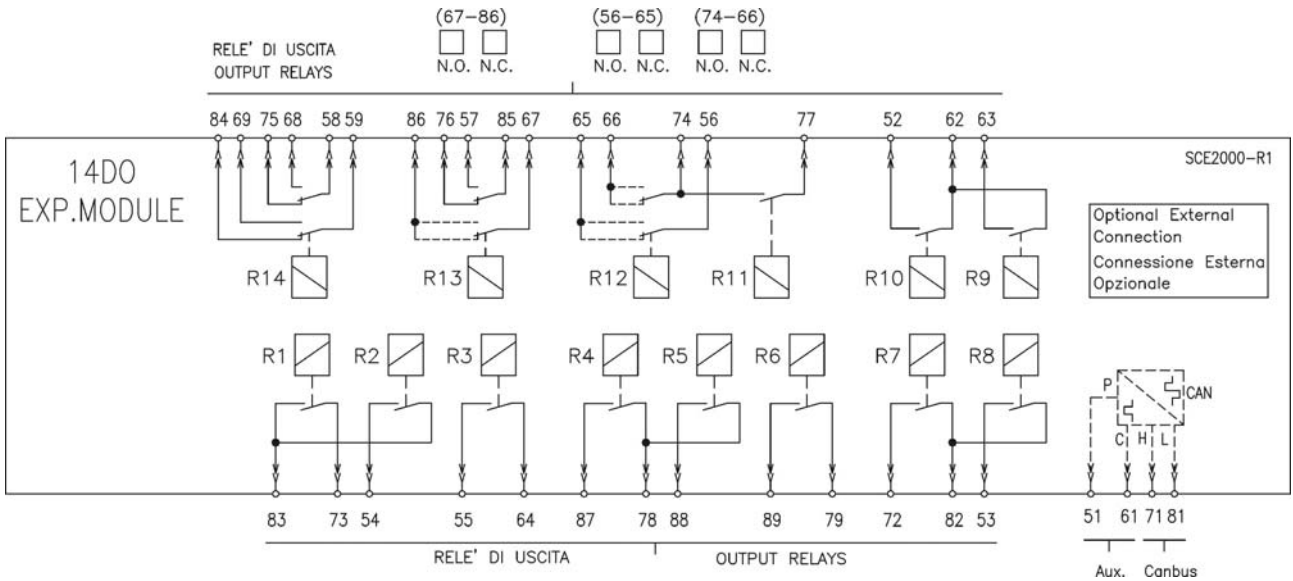 (67-86) (56-65) (74-66)
N.O. N.C. N.O. N.C. N.O. N.C.
RELE' DI USCITA
OUTPUT RELAYS
84 69 75 68 58 59 86 76 57 85 67 65 66 74 56 77 52 62 63
14DO
EXP.MODULE
SCE2000-R1
Optional External
Connection
Connessione Esterna
Opzionale
R14 R13 R12 R11 R10 R9
R1 R2 R3 R4 R5 R6 R7 R8
P CAN
C H L
83 73 54 55 64 87 78 88 89 79 72 82 53 51 61 71 81
RELE' DI USCITA OUTPUT RELAYS
Aux. Canbus